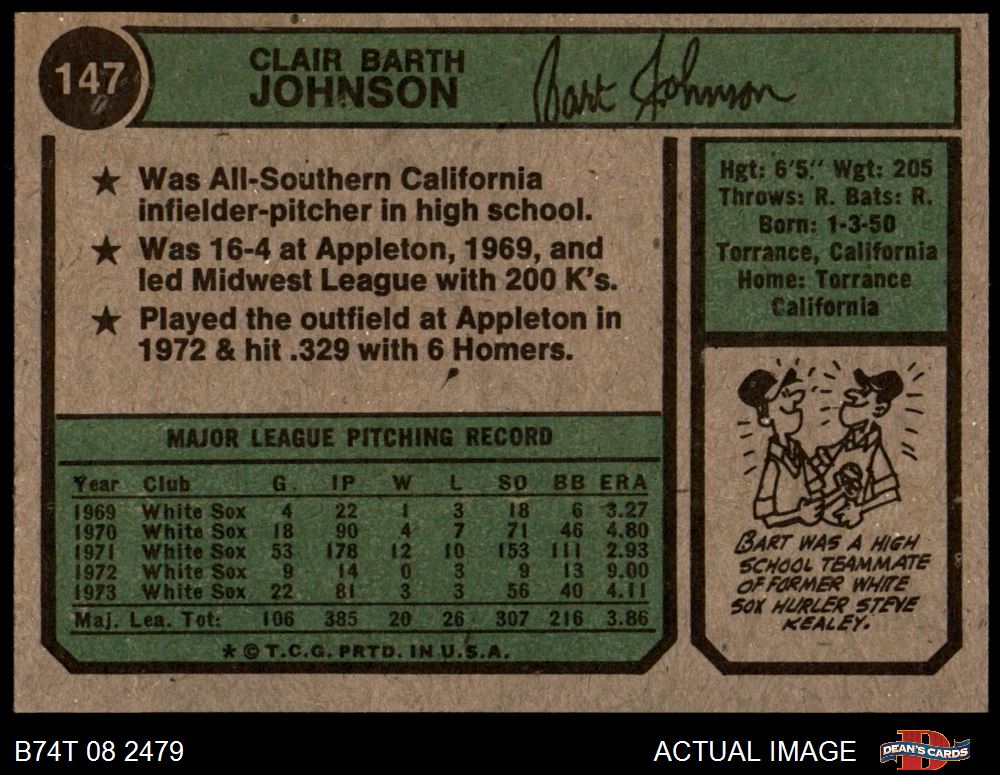 147
CLAIR BARTH
JOHNSON
Bart Johnson
★ Was All-Southern California
infielder-pitcher in high school.
★ Was 16-4 at Appleton, 1969, and
led Midwest League with 200 K's.
★ Played the outfield at Appleton in
1972 & hit .329 with 6 Homers.
Hgt: 6'5." Wgt: 205
Throws: R. Bats: R.
Born: 1-3-50
Torrance, California
Home: Torrance
California
MAJOR LEAGUE PITCHING RECORD
Year Club G IP W L SO BB ERA
1969 White Sox 4 22 1 3 18 6 3.27
1970 White Sox 18 90 4 7 71 46 4.80
1971 White Sox 53 178 12 10 153 111 2.93
1972 White Sox 9 14 0 3 9 13 9.00
1973 White Sox 22 81 3 3 56 40 4.11
Maj. Lea. Tot: 106 385 20 26 307 216 3.86
* © T.C.G. PRTD. IN U.S.A.
BART WAS A HIGH
SCHOOL TEAMMATE
OF FORMER WHITE
SOX HURLER STEVE
KEALEY.
B74T 08 2479
ACTUAL IMAGE
D
DEAN'S CARDS